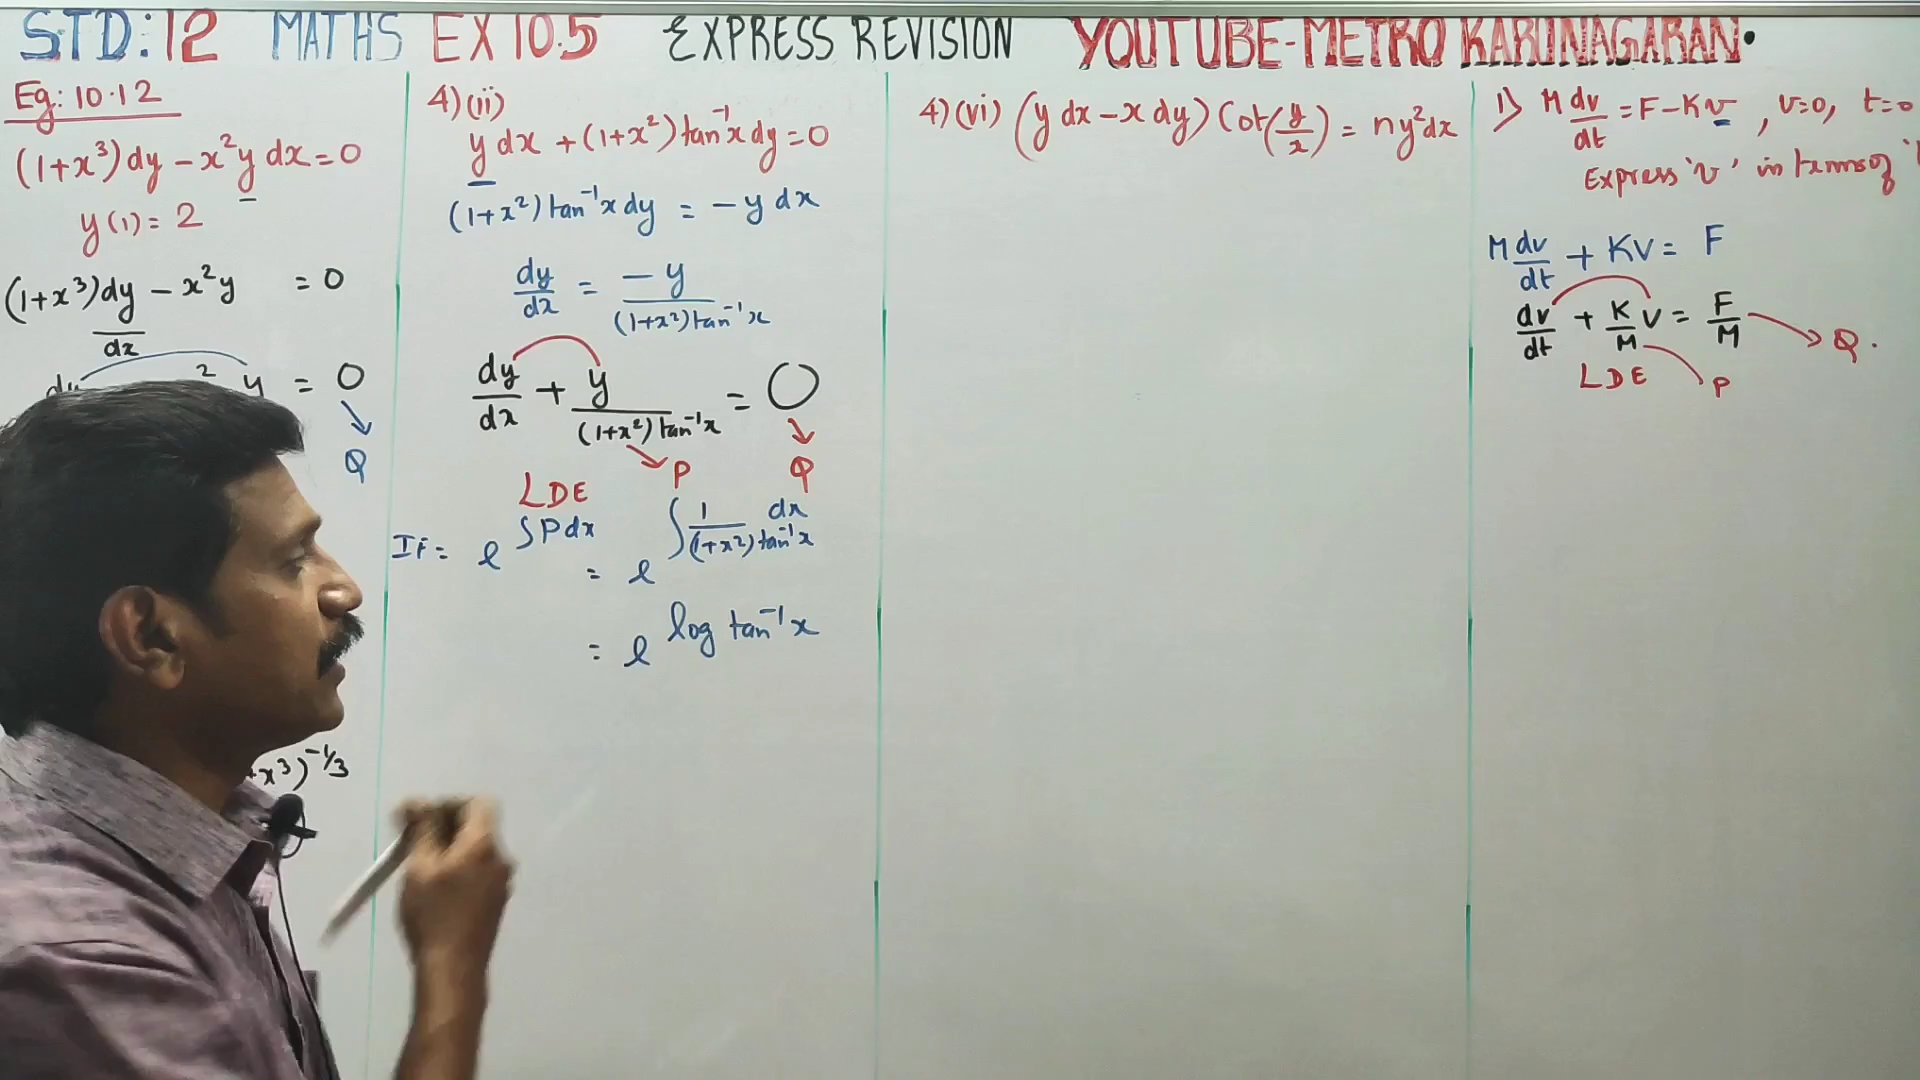 STD:12 MATHS EX 10.5 EXPRESS REVISION YOUTUBE-METRO KARUNAGARAN.
Eg: 10.12
(1+x³)dy - x²y dx = 0
y(1) = 2
(1+x³)dy/dx - x²y = 0
² y = 0
Q
+x³)^-1/3
4)(ii)
y dx + (1+x²)tan⁻¹x dy = 0
(1+x²)tan⁻¹x dy = -y dx
dy/dx = -y/(1+x²)tan⁻¹x
dy/dx + y/(1+x²)tan⁻¹x = 0
P Q
LDE
IF = e^∫Pdx = e^∫1/(1+x²)tan⁻¹x dx
= e^log tan⁻¹x
4)(vi) (y dx - x dy) Cot(y/x) = ny²dx
1) M dv/dt = F-Kv, v=0, t=0
Express 'v' in terms of
M dv/dt + KV = F
dv/dt + K/M V = F/M → Q.
LDE P